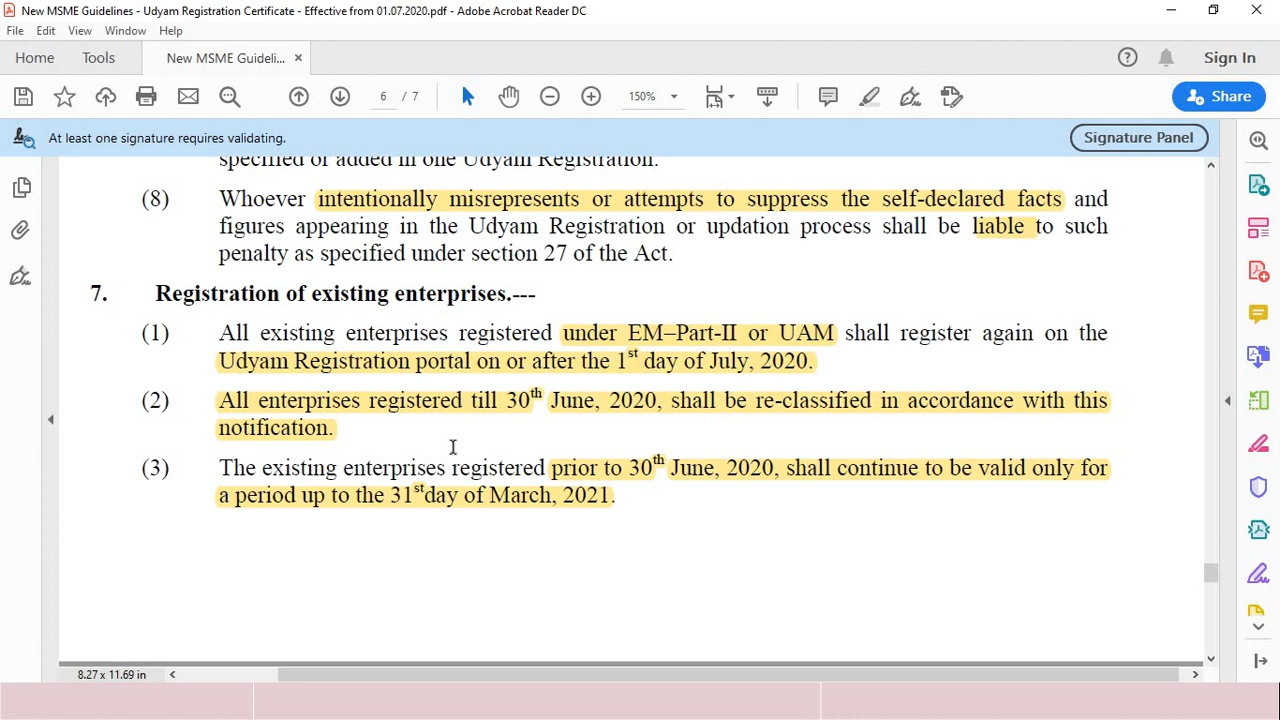 New MSME Guidelines - Udyam Registration Certificate - Effective from 01.07.2020.pdf - Adobe Acrobat Reader DC
File Edit View Window Help
Home Tools New MSME Guideli... × Sign In
6 / 7 150% Share
At least one signature requires validating. Signature Panel
specified or added in one Udyam Registration.
(8) Whoever intentionally misrepresents or attempts to suppress the self-declared facts and
figures appearing in the Udyam Registration or updation process shall be liable to such
penalty as specified under section 27 of the Act.
7. Registration of existing enterprises.---
(1) All existing enterprises registered under EM–Part-II or UAM shall register again on the
Udyam Registration portal on or after the 1st day of July, 2020.
(2) All enterprises registered till 30th June, 2020, shall be re-classified in accordance with this
notification.
(3) The existing enterprises registered prior to 30th June, 2020, shall continue to be valid only for
a period up to the 31stday of March, 2021.
8.27 x 11.69 in